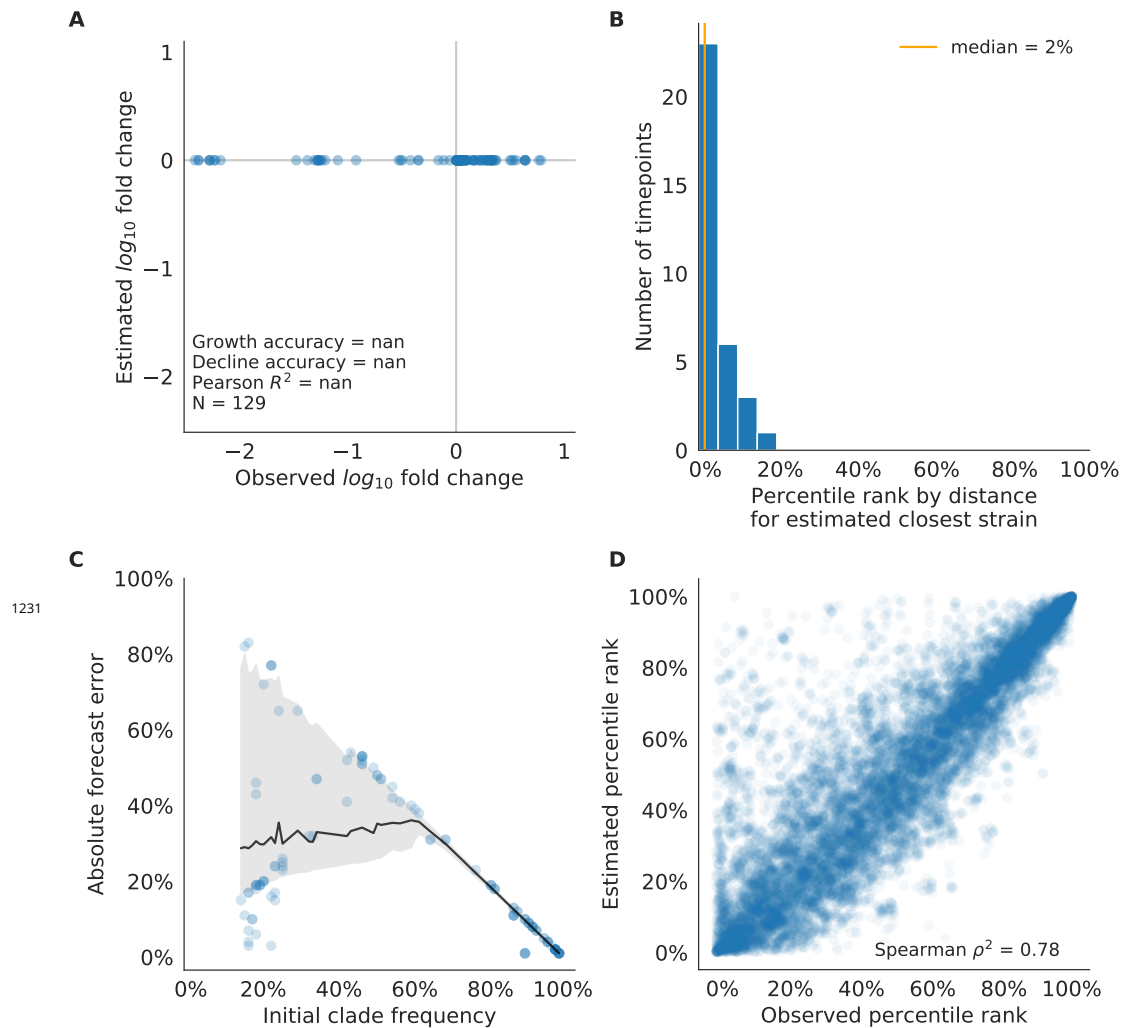 A
1
0
−1
−2
Estimated log10 fold change
Growth accuracy = nan
Decline accuracy = nan
Pearson R² = nan
N = 129
−2 −1 0 1
Observed log10 fold change
B
median = 2%
20
15
10
5
0
Number of timepoints
0% 20% 40% 60% 80% 100%
Percentile rank by distance
for estimated closest strain
1231
C
100%
80%
60%
40%
20%
0%
Absolute forecast error
0% 20% 40% 60% 80% 100%
Initial clade frequency
D
100%
80%
60%
40%
20%
0%
Estimated percentile rank
Spearman ρ² = 0.78
0% 20% 40% 60% 80% 100%
Observed percentile rank